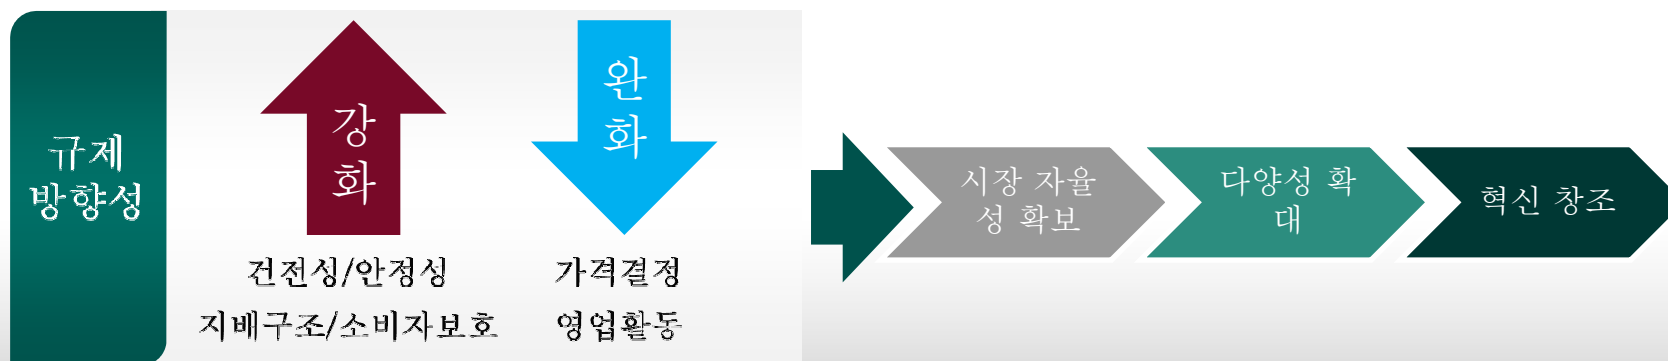 규제
방향성
강
화
완
화
건전성/안정성
지배구조/소비자보호
가격결정
영업활동
시장 자율
성 확보
다양성 확
대
혁신 창조